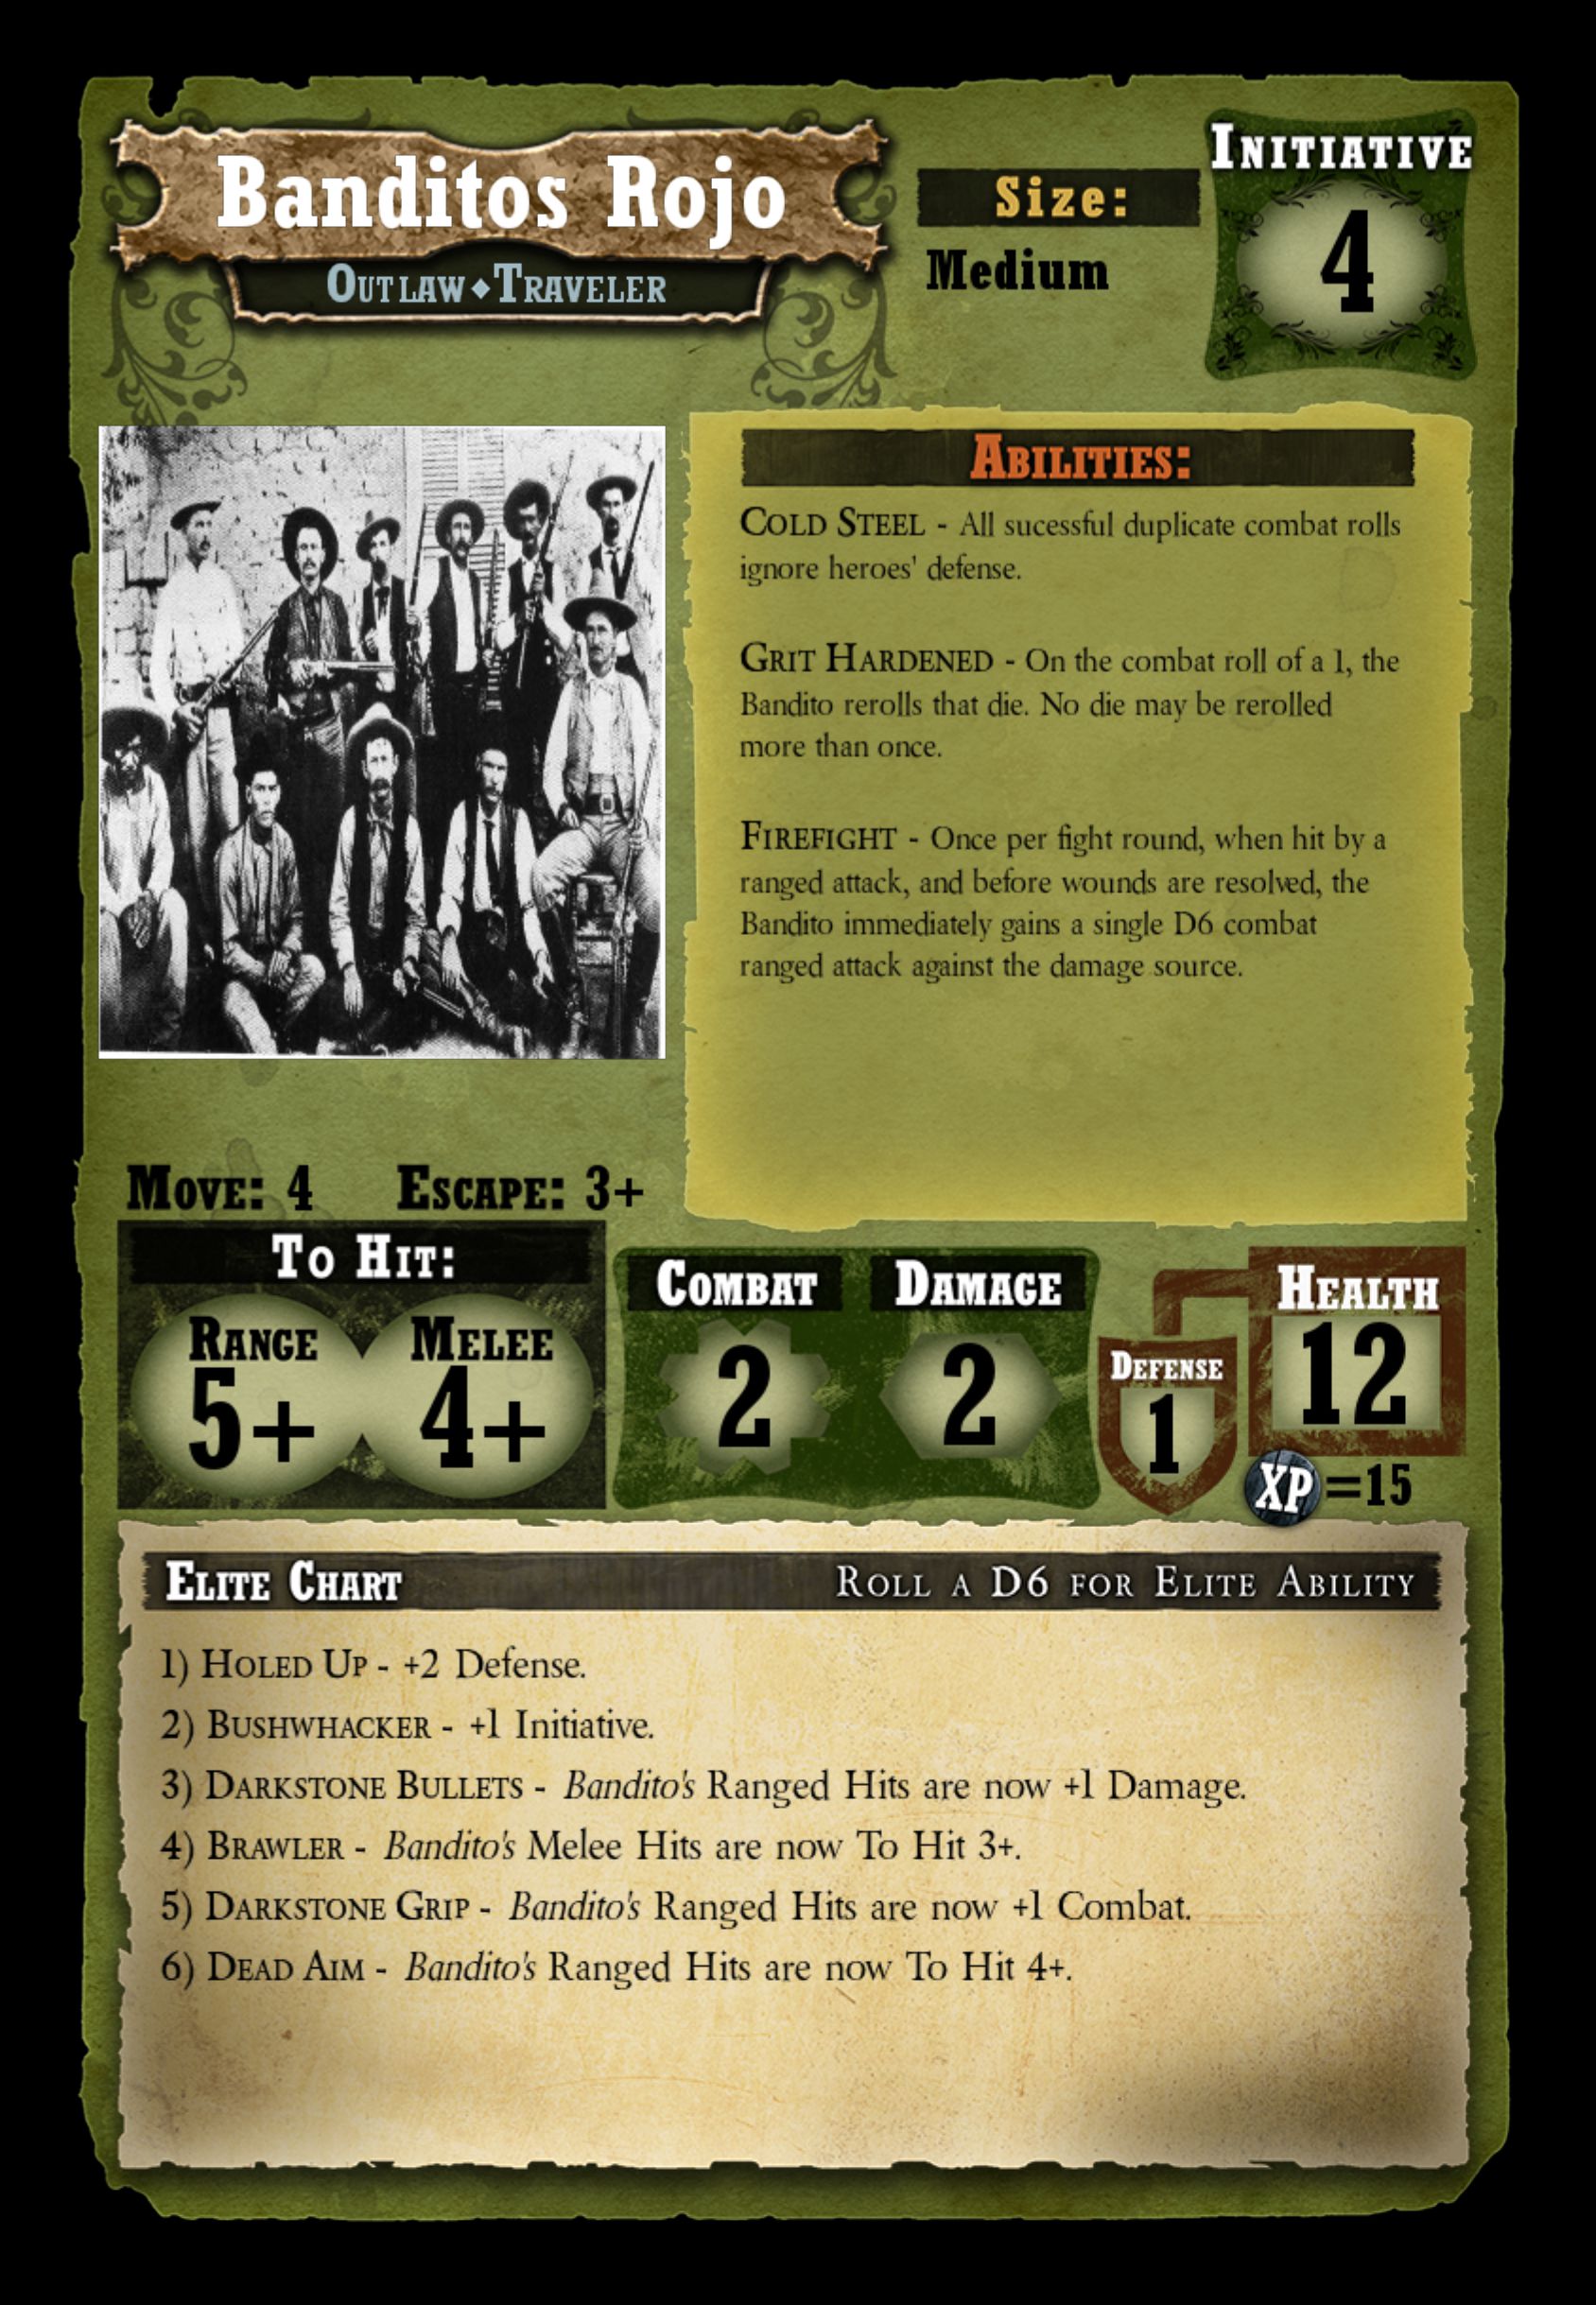 Banditos Rojo
Outlaw◆Traveler
Size:
Medium
Initiative
4
Abilities:
Cold Steel - All sucessful duplicate combat rolls
ignore heroes' defense.
Grit Hardened - On the combat roll of a 1, the
Bandito rerolls that die. No die may be rerolled
more than once.
Firefight - Once per fight round, when hit by a
ranged attack, and before wounds are resolved, the
Bandito immediately gains a single D6 combat
ranged attack against the damage source.
Move: 4 Escape: 3+
To Hit:
Range
5+
Melee
4+
Combat
2
Damage
2
Defense
1
Health
12
XP=15
Elite Chart
Roll a D6 for Elite Ability
1) Holed Up - +2 Defense.
2) Bushwhacker - +1 Initiative.
3) Darkstone Bullets - Bandito's Ranged Hits are now +1 Damage.
4) Brawler - Bandito's Melee Hits are now To Hit 3+.
5) Darkstone Grip - Bandito's Ranged Hits are now +1 Combat.
6) Dead Aim - Bandito's Ranged Hits are now To Hit 4+.